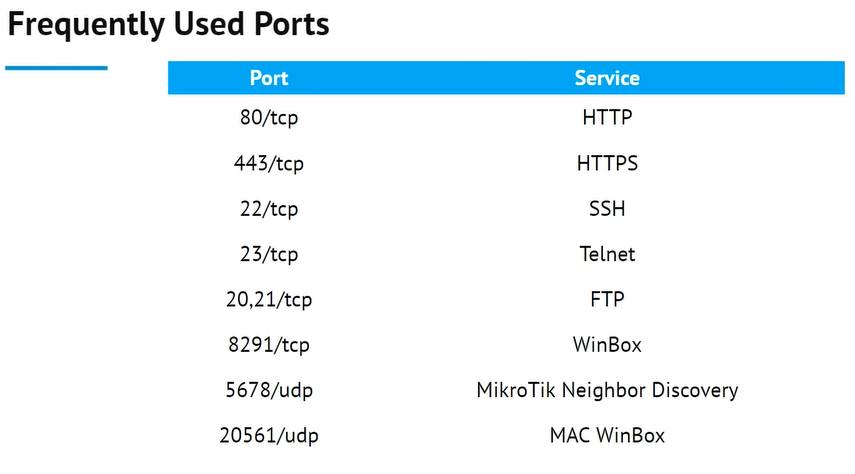 Frequently Used Ports
Port Service
80/tcp HTTP
443/tcp HTTPS
22/tcp SSH
23/tcp Telnet
20,21/tcp FTP
8291/tcp WinBox
5678/udp MikroTik Neighbor Discovery
20561/udp MAC WinBox